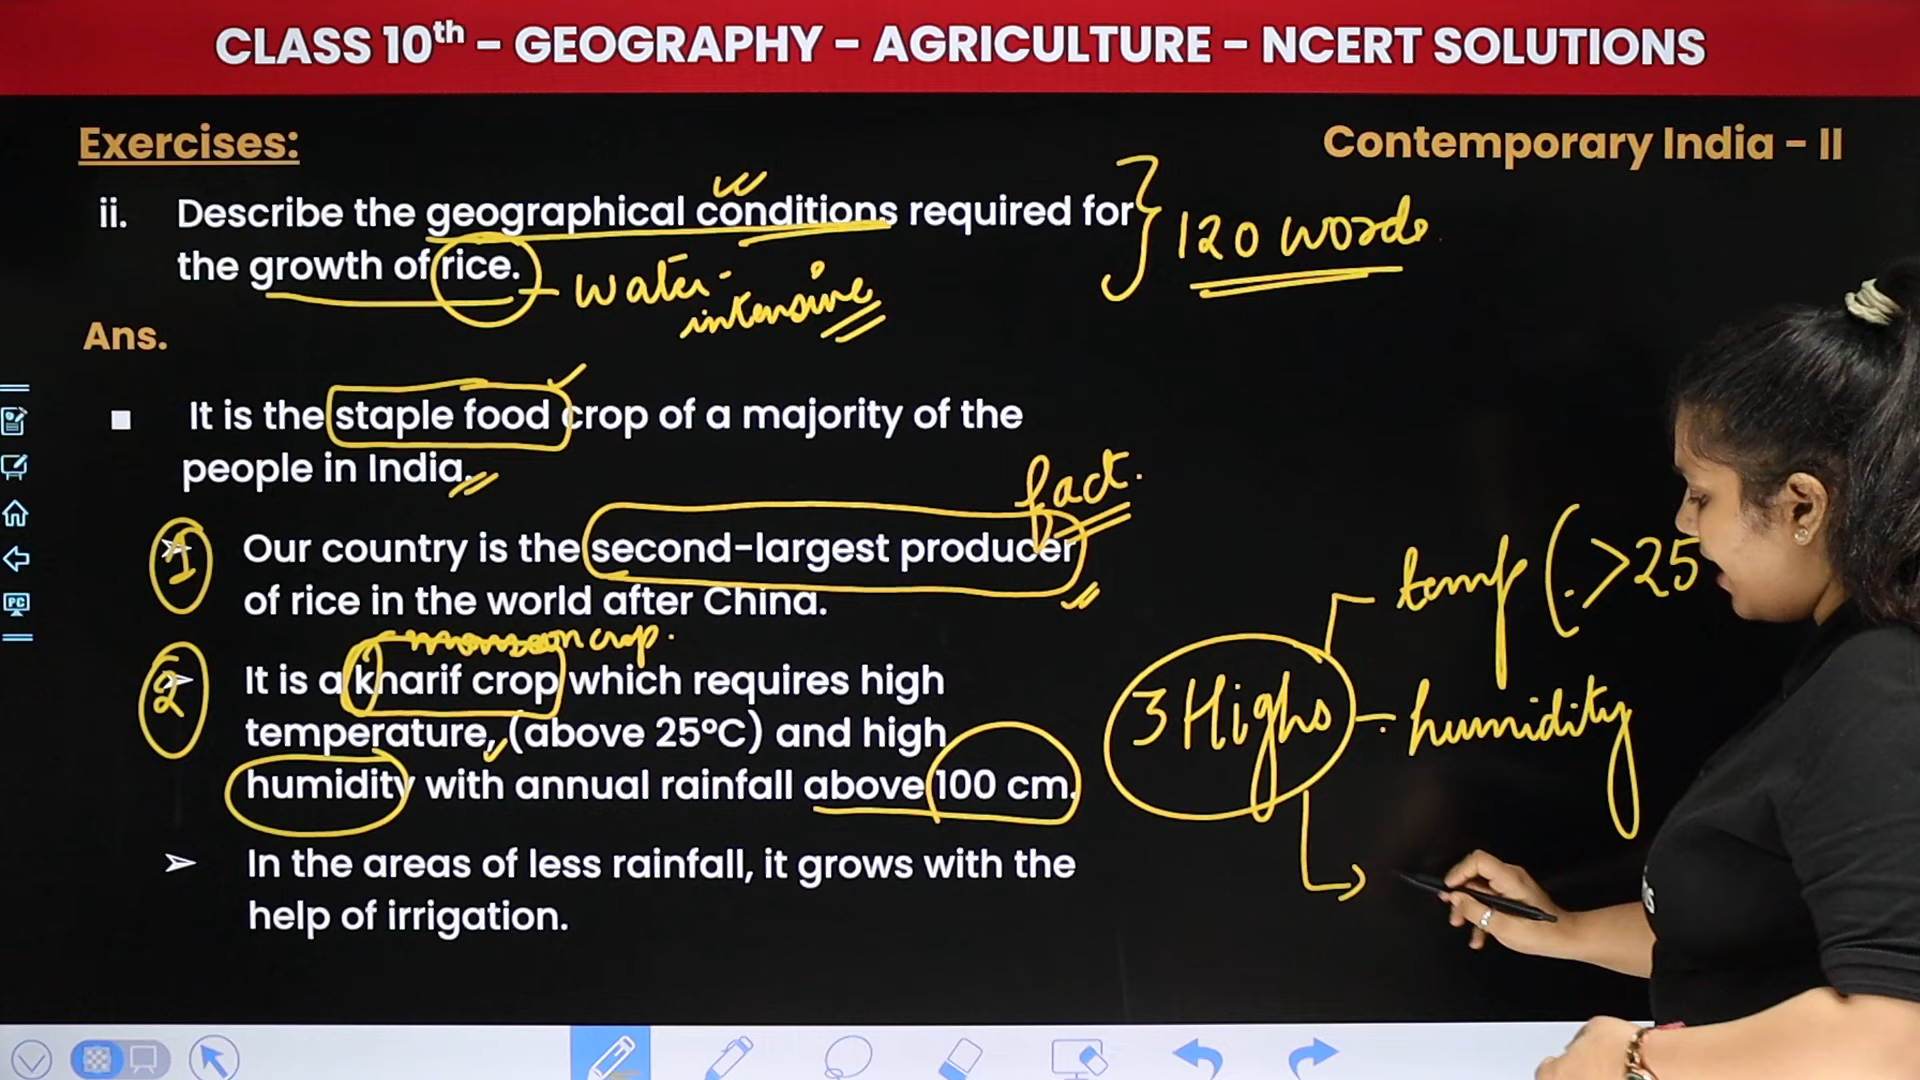 CLASS 10th - GEOGRAPHY - AGRICULTURE - NCERT SOLUTIONS
Exercises:
Contemporary India - II
ii. Describe the geographical conditions required for
the growth of rice.
120 words
water-
intensive
Ans.
■ It is the staple food crop of a majority of the
people in India.
fact.
1
➢ Our country is the second-largest producer
of rice in the world after China.
monsoon crop.
2
➢ It is a kharif crop which requires high
temperature, (above 25°C) and high
humidity with annual rainfall above 100 cm.
3 Highs
temp (>25
humidity
➢ In the areas of less rainfall, it grows with the
help of irrigation.
PC